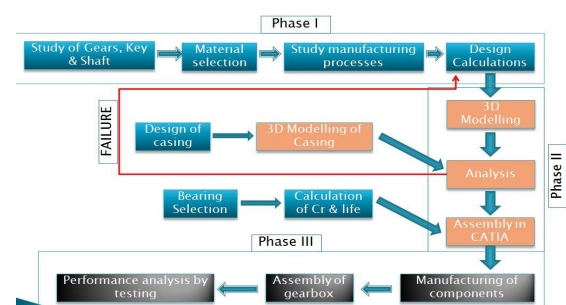 Phase I
Study of Gears, Key
& Shaft
Material
selection
Study manufacturing
processes
Design
Calculations
3D
Modelling
FAILURE
Design of
casing
3D Modelling of
Casing
Analysis
Phase II
Bearing
Selection
Calculation
of Cr & life
Assembly in
CATIA
Phase III
Performance analysis by
testing
Assembly of
gearbox
Manufacturing of
components